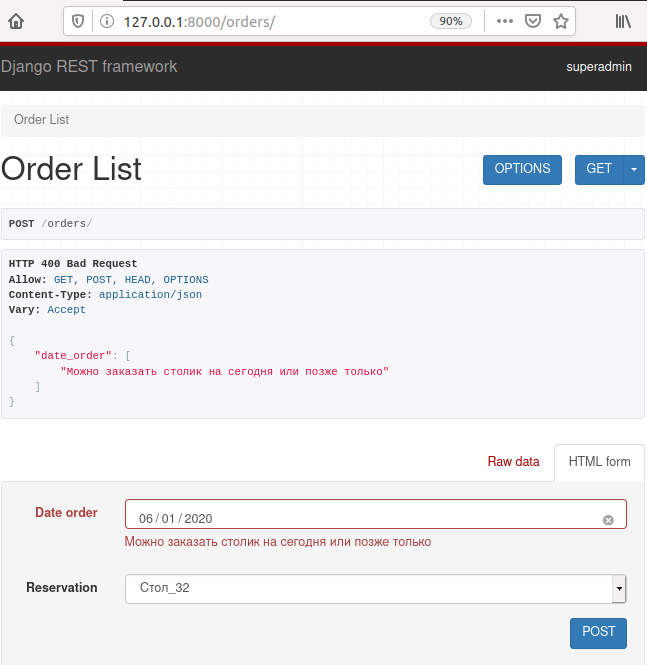 127.0.0.1:8000/orders/
90%
Django REST framework
superadmin
Order List
Order List
OPTIONS
GET
POST /orders/
HTTP 400 Bad Request
Allow: GET, POST, HEAD, OPTIONS
Content-Type: application/json
Vary: Accept
{
"date_order": [
"Можно заказать столик на сегодня или позже только"
]
}
Raw data
HTML form
Date order
06 / 01 / 2020
Можно заказать столик на сегодня или позже только
Reservation
Стол_32
POST